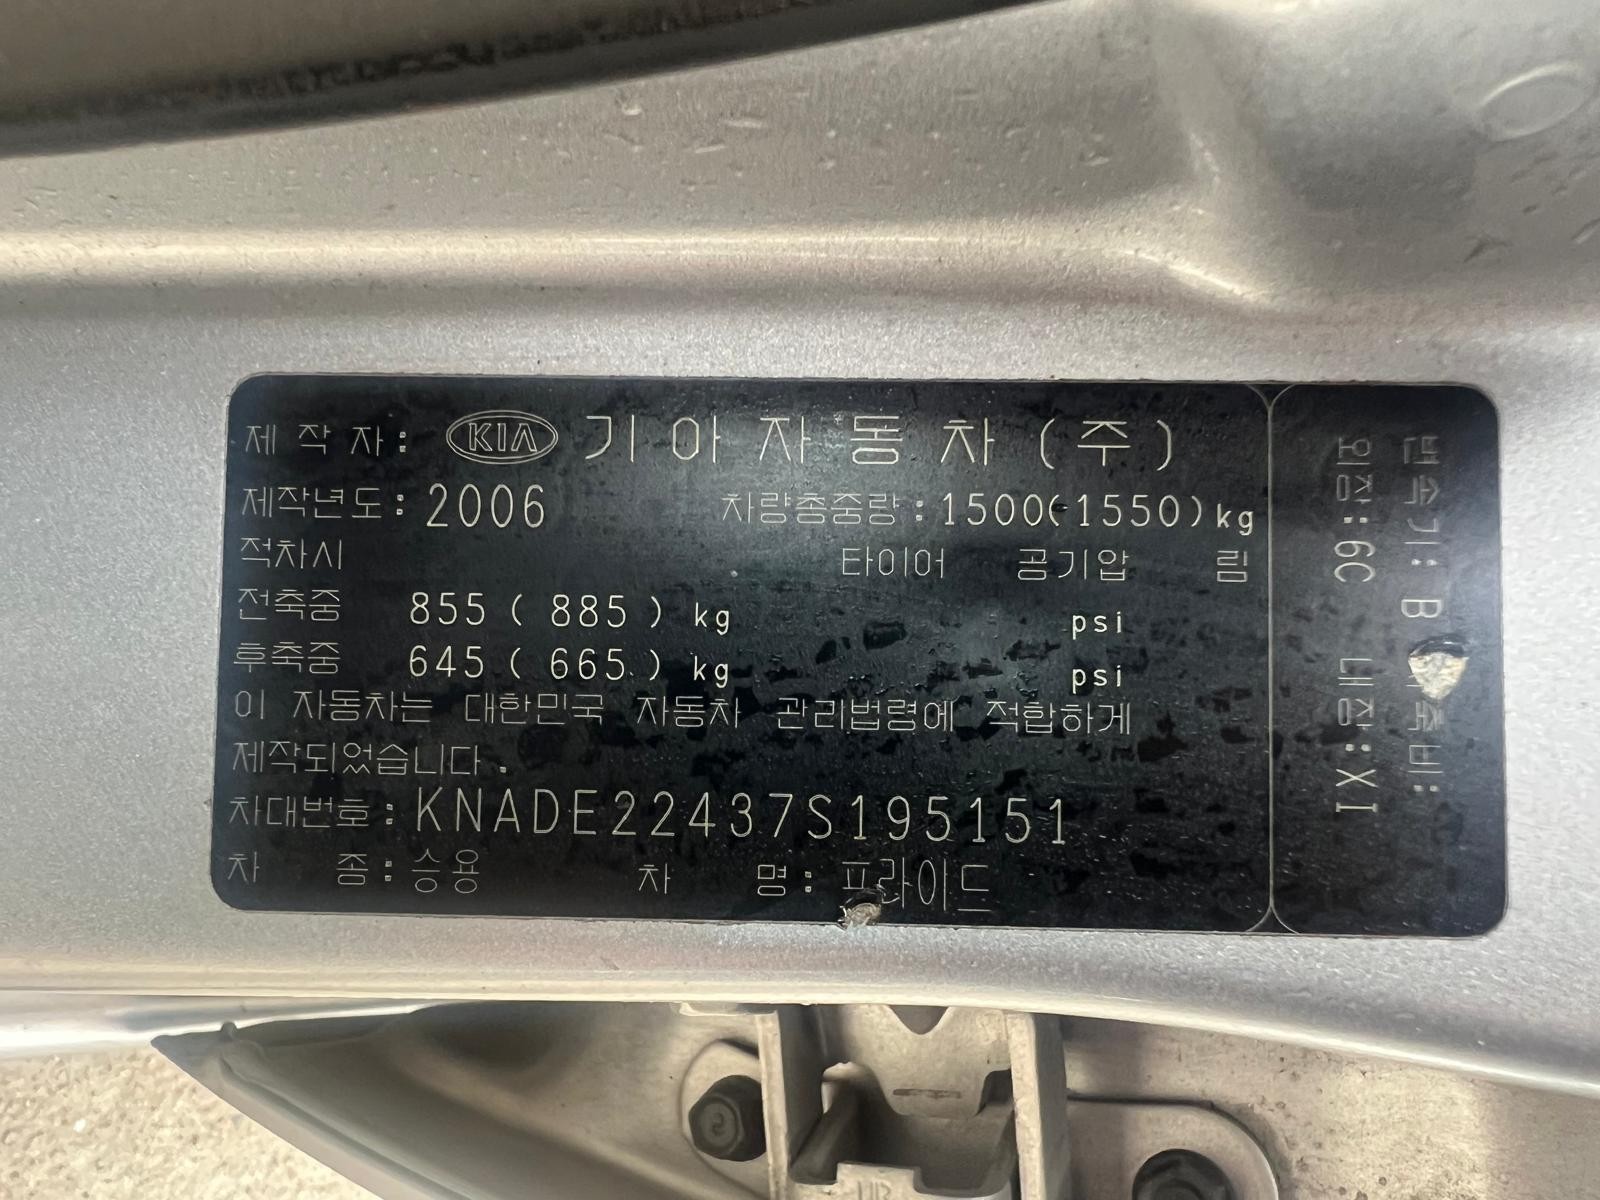 제 작 자: KIA 기 아 자 동 차 (주)
제작년도: 2006 차량총중량: 1500(1550)kg
적차시 타이어 공기압 림
전축중 855 ( 885 ) kg psi
후축중 645 ( 665 ) kg psi
이 자동차는 대한민국 자동차 관리법령에 적합하게
제작되었습니다.
차대번호: KNADE22437S195151
차 종: 승용 차 명: 프라이드
변속기: B 축비:
외장:6C 내장:XI